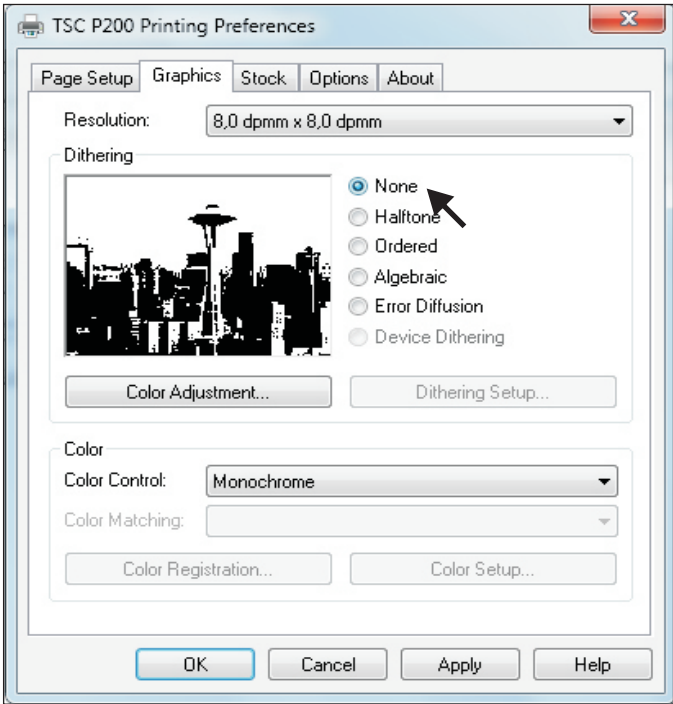 TSC P200 Printing Preferences
Page Setup Graphics Stock Options About
Resolution: 8,0 dpmm x 8,0 dpmm
Dithering
None
Halftone
Ordered
Algebraic
Error Diffusion
Device Dithering
Color Adjustment... Dithering Setup...
Color
Color Control: Monochrome
Color Matching:
Color Registration... Color Setup...
OK Cancel Apply Help